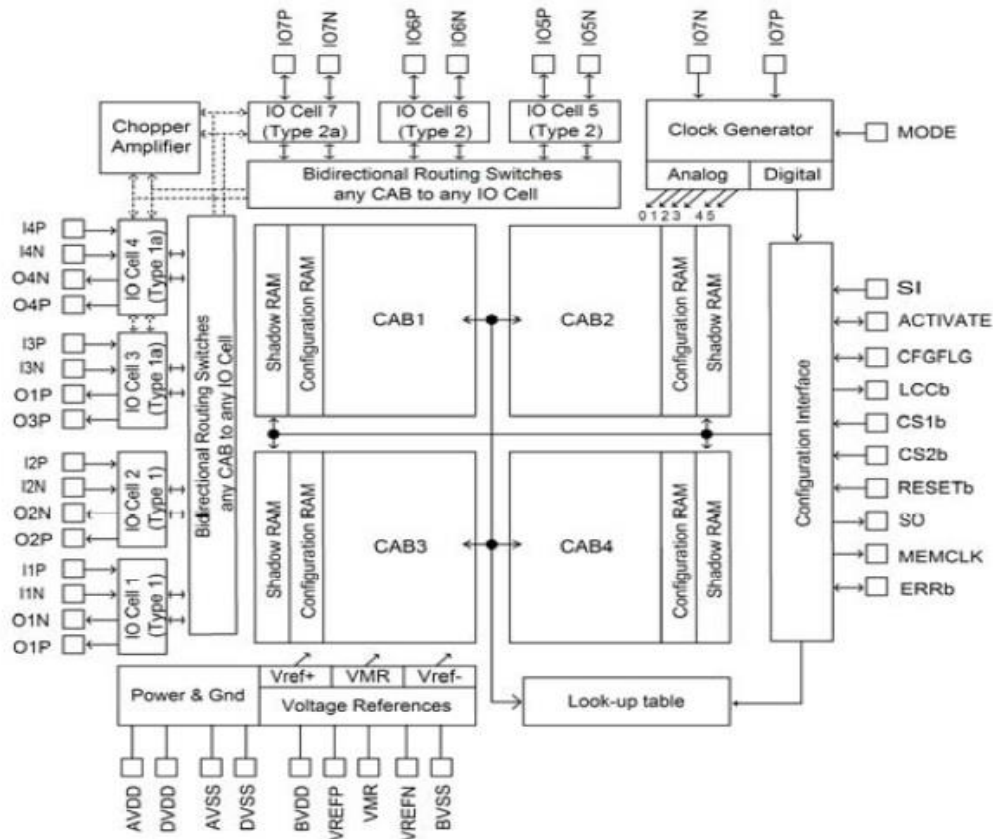 IO7P
IO7N
IO6P
IO6N
IO5P
IO5N
IO7N
IO7P
Chopper
Amplifier
IO Cell 7
(Type 2a)
IO Cell 6
(Type 2)
IO Cell 5
(Type 2)
Clock Generator
MODE
Analog
Digital
Bidirectional Routing Switches
any CAB to any IO Cell
0 1 2 3 4 5
I4P
I4N
O4N
O4P
IO Cell 4
(Type 1a)
I3P
I3N
O1P
O3P
IO Cell 3
(Type 1a)
I2P
I2N
O2N
O2P
IO Cell 2
(Type 1)
I1P
I1N
O1N
O1P
IO Cell 1
(Type 1)
Bidirectional Routing Switches
any CAB to any IO Cell
Shadow RAM
Configuration RAM
CAB1
CAB2
Configuration RAM
Shadow RAM
Shadow RAM
Configuration RAM
CAB3
CAB4
Configuration RAM
Shadow RAM
Configuration Interface
SI
ACTIVATE
CFGFLG
LCCb
CS1b
CS2b
RESETb
SO
MEMCLK
ERRb
Power & Gnd
Vref+
VMR
Vref-
Voltage References
Look-up table
AVDD
DVDD
AVSS
DVSS
BVDD
VREFP
VMR
VREFN
BVSS